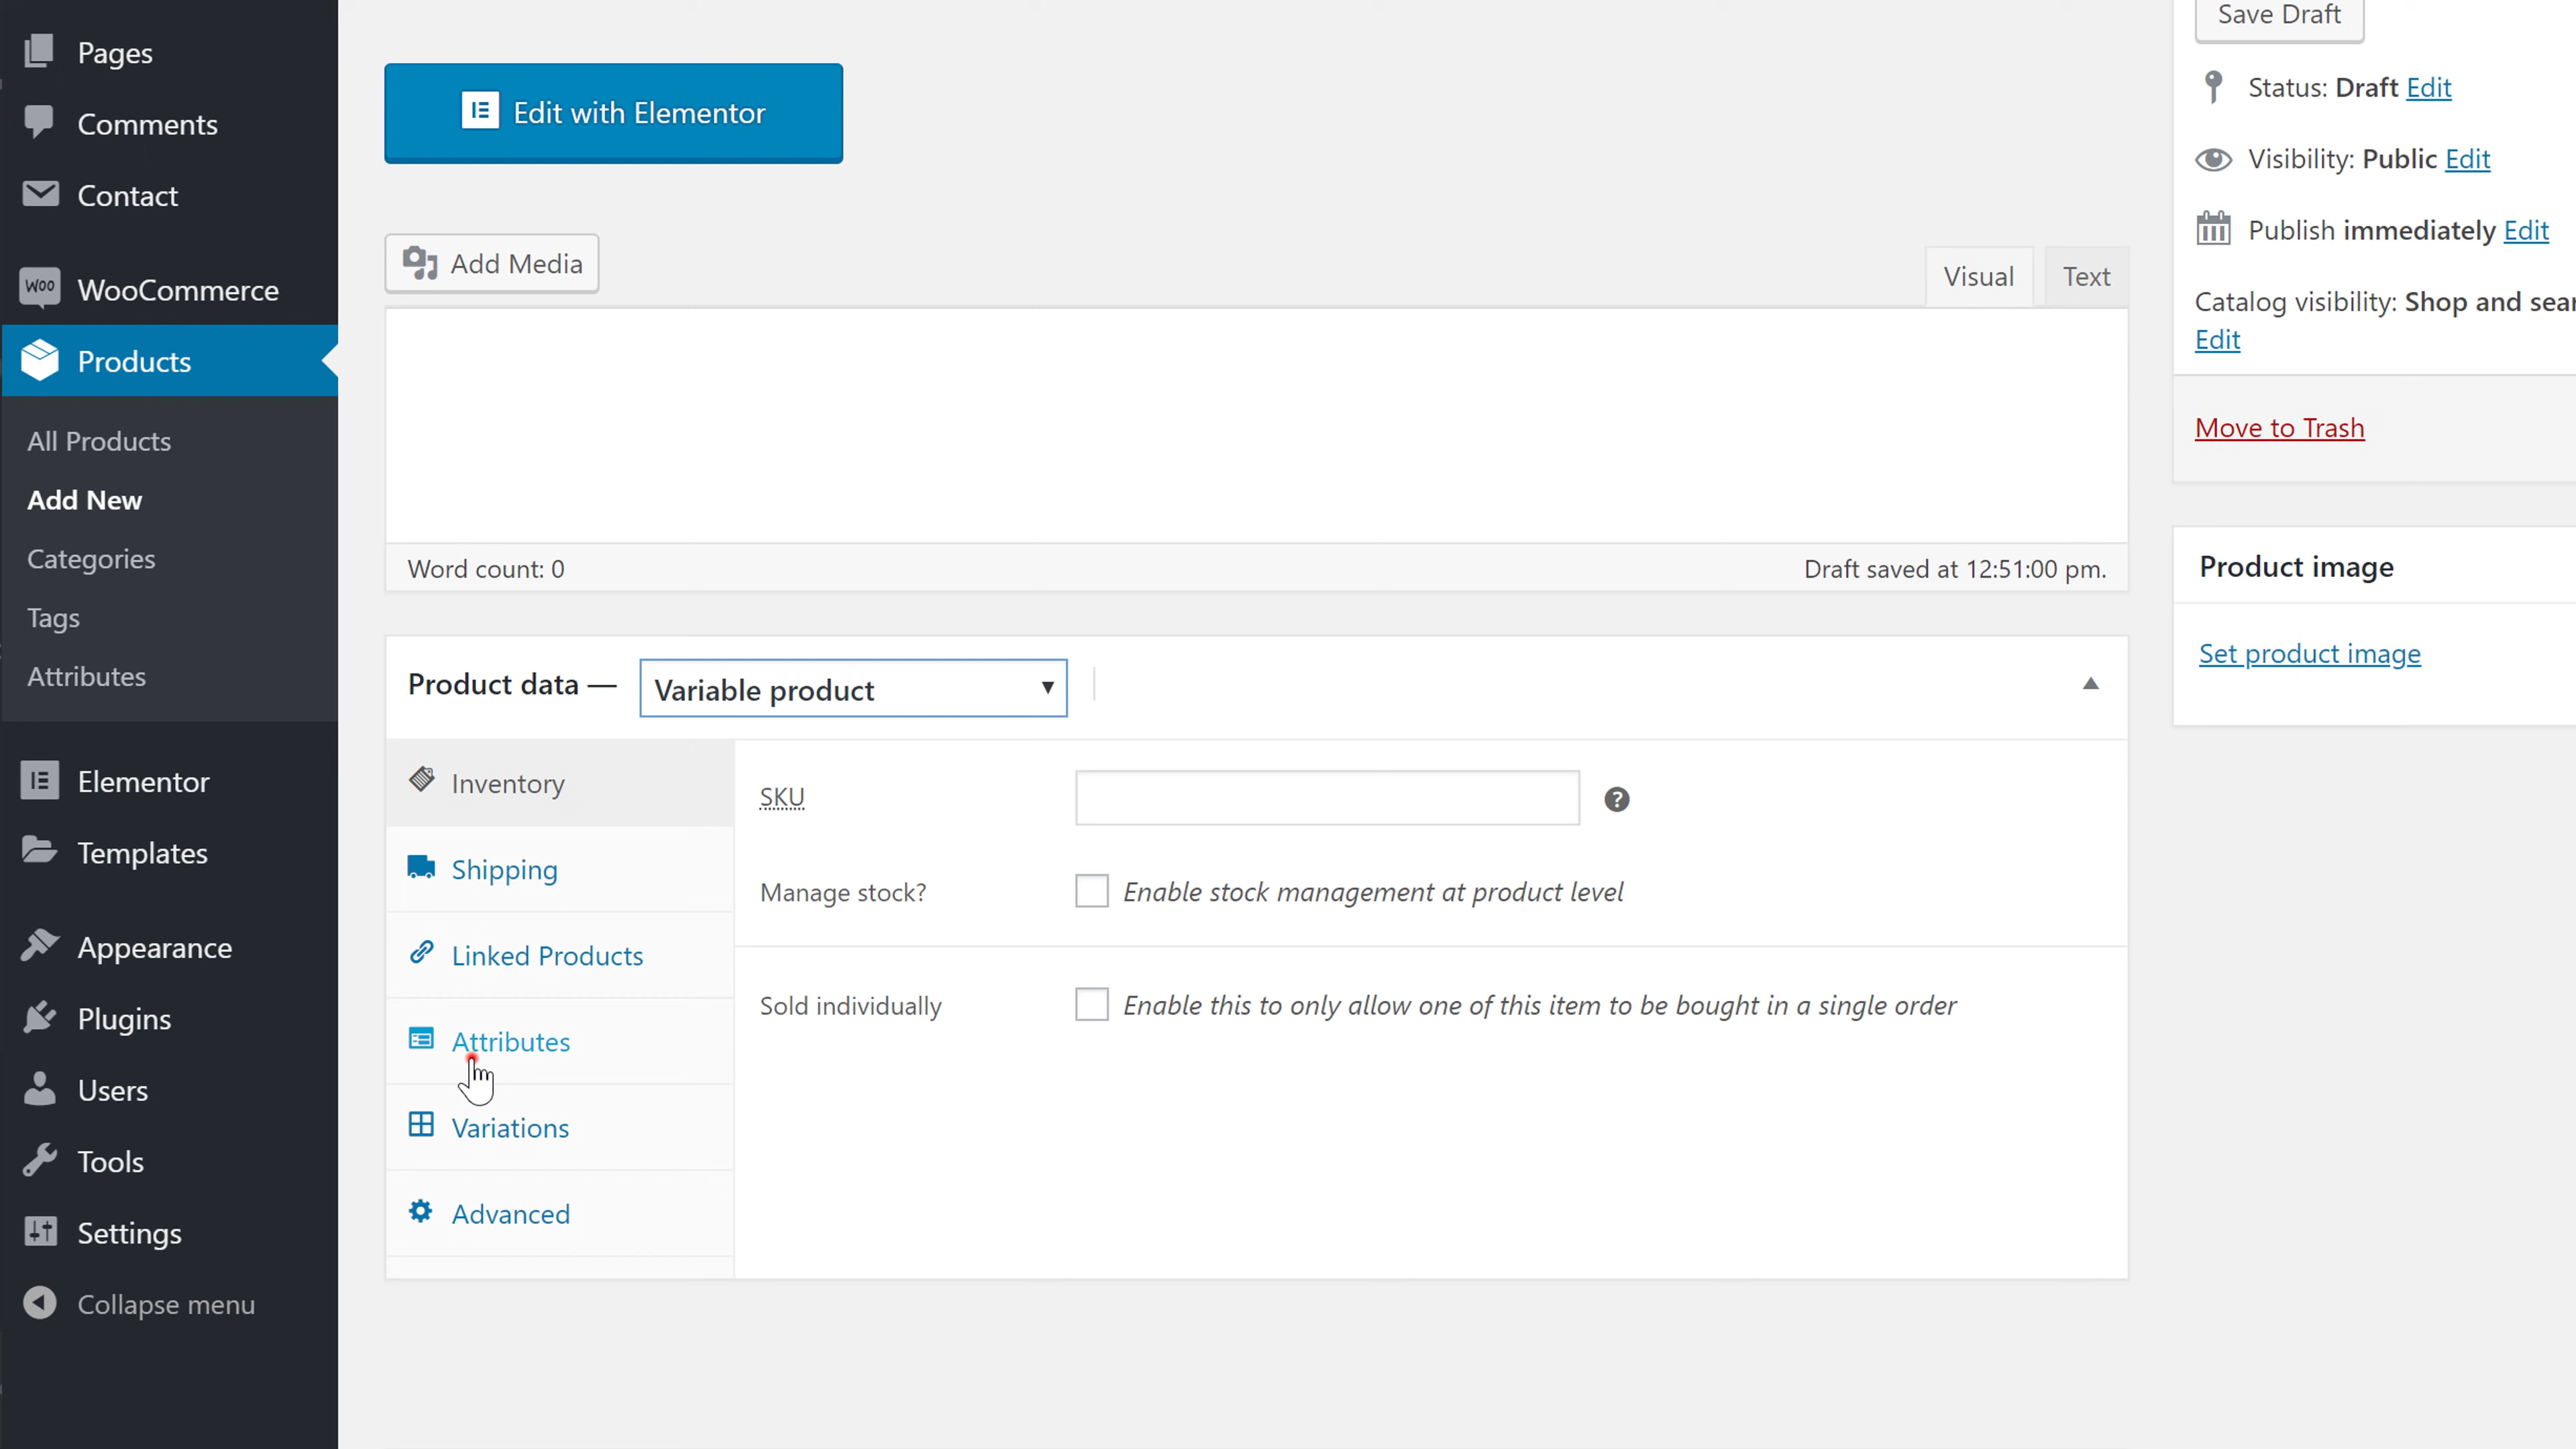 Pages
Comments
Contact
WOO WooCommerce
Products
All Products
Add New
Categories
Tags
Attributes
Elementor
Templates
Appearance
Plugins
Users
Tools
Settings
Collapse menu
Edit with Elementor
Add Media
Visual Text
Word count: 0 Draft saved at 12:51:00 pm.
Product data — Variable product
Inventory
Shipping
Linked Products
Attributes
Variations
Advanced
SKU
Manage stock? Enable stock management at product level
Sold individually Enable this to only allow one of this item to be bought in a single order
Save Draft
Status: Draft Edit
Visibility: Public Edit
Publish immediately Edit
Catalog visibility: Shop and sear
Edit
Move to Trash
Product image
Set product image